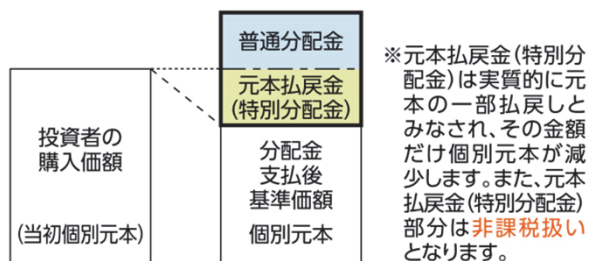 普通分配金
元本払戻金
(特別分配金)
投資者の
購入価額
(当初個別元本)
分配金
支払後
基準価額
個別元本
※元本払戻金(特別分
配金)は実質的に元
本の一部払戻しと
みなされ、その金額
だけ個別元本が減
少します。また、元本
払戻金(特別分配金)
部分は非課税扱い
となります。